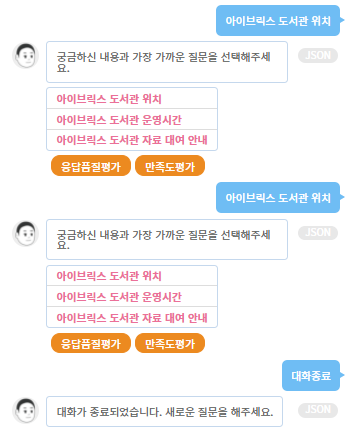 아이브릭스 도서관 위치
궁금하신 내용과 가장 가까운 질문을 선택해주세
요.
JSON
아이브릭스 도서관 위치
아이브릭스 도서관 운영시간
아이브릭스 도서관 자료 대여 안내
응답품질평가 만족도평가
아이브릭스 도서관 위치
궁금하신 내용과 가장 가까운 질문을 선택해주세
요.
JSON
아이브릭스 도서관 위치
아이브릭스 도서관 운영시간
아이브릭스 도서관 자료 대여 안내
응답품질평가 만족도평가
대화종료
대화가 종료되었습니다. 새로운 질문을 해주세요.
JSON